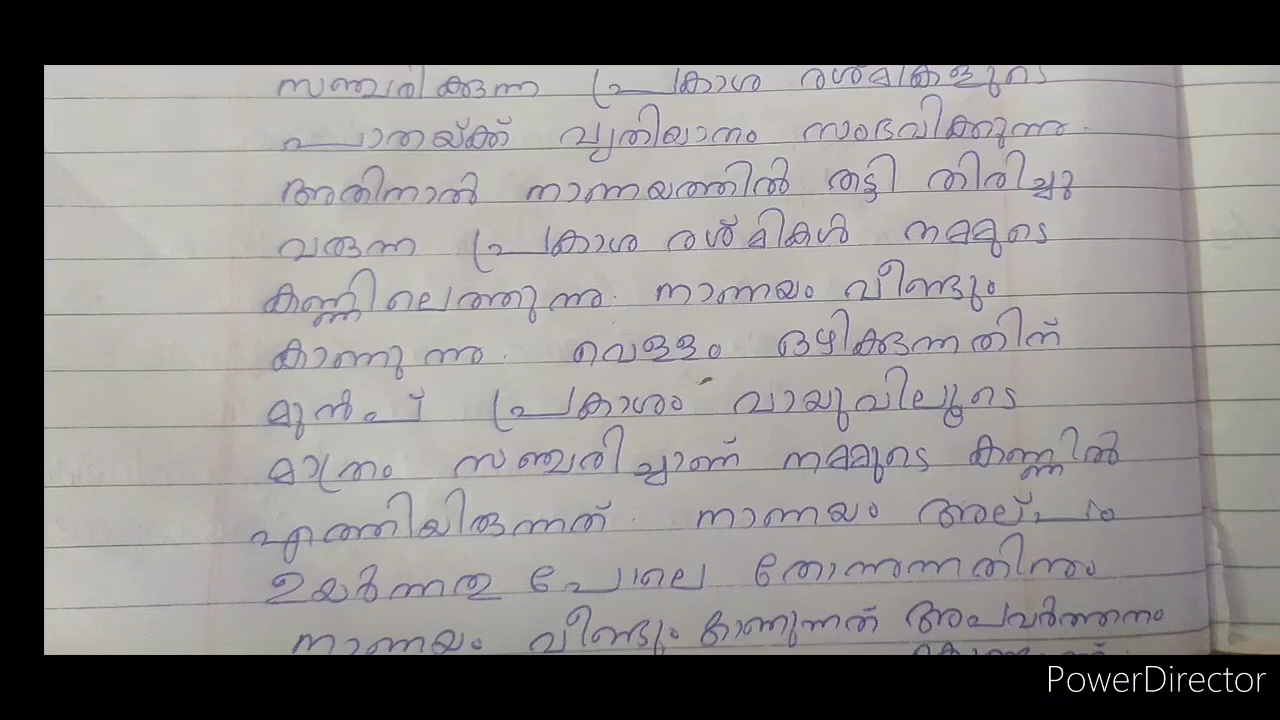 സഞ്ചരിക്കുന്ന പ്രകാശ രശ്മികളുടെ
പാതയ്ക്ക് വ്യതിയാനം സംഭവിക്കുന്നു.
അതിനാൽ നാണയത്തിൽ തട്ടി തിരിച്ചു
വരുന്ന പ്രകാശ രശ്മികൾ നമ്മുടെ
കണ്ണിലെത്തുന്നു. നാണയം വീണ്ടും
കാണുന്നു. വെള്ളം ഒഴിക്കുന്നതിന്
മുൻപ് പ്രകാശം വായുവിലൂടെ
മാത്രം സഞ്ചരിച്ചാണ് നമ്മുടെ കണ്ണിൽ
എത്തിയിരുന്നത്. നാണയം അല്പം
ഉയർന്നതു പോലെ തോന്നുന്നതിനും
നാണയം വീണ്ടും കാണുന്നത് അപവർത്തനം
PowerDirector